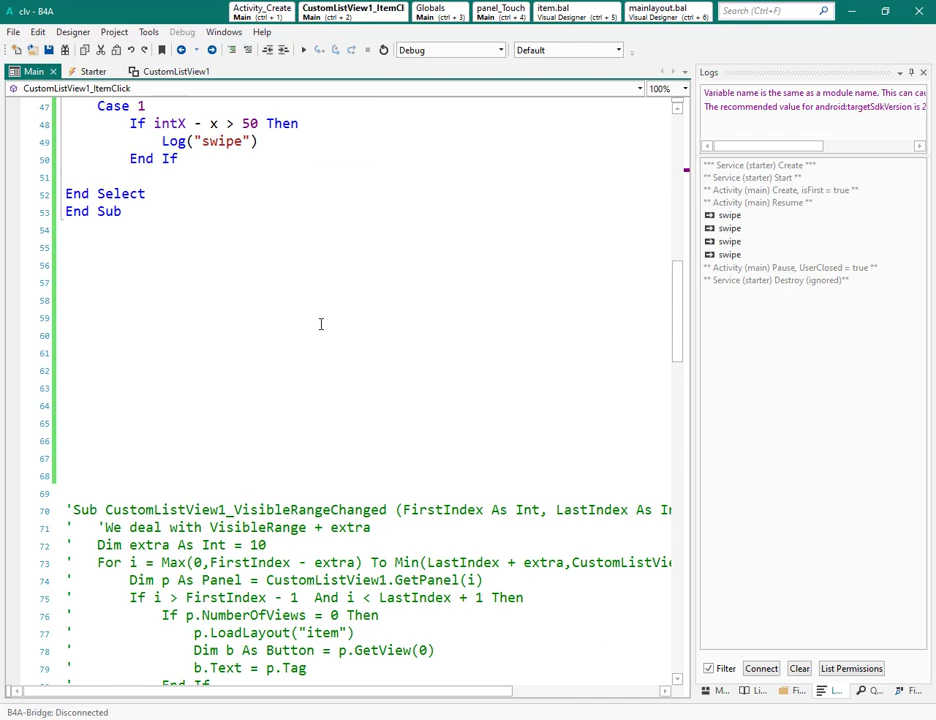 clv - B4A
Activity_Create
Main (ctrl + 1)
CustomListView1_ItemCl
Main (ctrl + 2)
Globals
Main (ctrl + 3)
panel_Touch
Main (ctrl + 4)
item.bal
Visual Designer (ctrl + 5)
mainlayout.bal
Visual Designer (ctrl + 6)
Search (Ctrl+F)
File Edit Designer Project Tools Debug Windows Help
Debug
Default
Main
Starter
CustomListView1
CustomListView1_ItemClick
100%
47 Case 1
48 If intX - x > 50 Then
49 Log("swipe")
50 End If
51
52 End Select
53 End Sub
54
55
56
57
58
59
60
61
62
63
64
65
66
67
68
69
70 'Sub CustomListView1_VisibleRangeChanged (FirstIndex As Int, LastIndex As In
71 ' 'We deal with VisibleRange + extra
72 ' Dim extra As Int = 10
73 ' For i = Max(0,FirstIndex - extra) To Min(LastIndex + extra,CustomListVie
74 ' Dim p As Panel = CustomListView1.GetPanel(i)
75 ' If i > FirstIndex - 1 And i < LastIndex + 1 Then
76 ' If p.NumberOfViews = 0 Then
77 ' p.LoadLayout("item")
78 ' Dim b As Button = p.GetView(0)
79 ' b.Text = p.Tag
' End If
Logs
Variable name is the same as a module name. This can cau
The recommended value for android:targetSdkVersion is 2
*** Service (starter) Create ***
** Service (starter) Start **
** Activity (main) Create, isFirst = true **
** Activity (main) Resume **
swipe
swipe
swipe
swipe
** Activity (main) Pause, UserClosed = true **
** Service (starter) Destroy (ignored)**
Filter
Connect
Clear
List Permissions
M... Li... Fi... L... Q... Fi...
B4A-Bridge: Disconnected